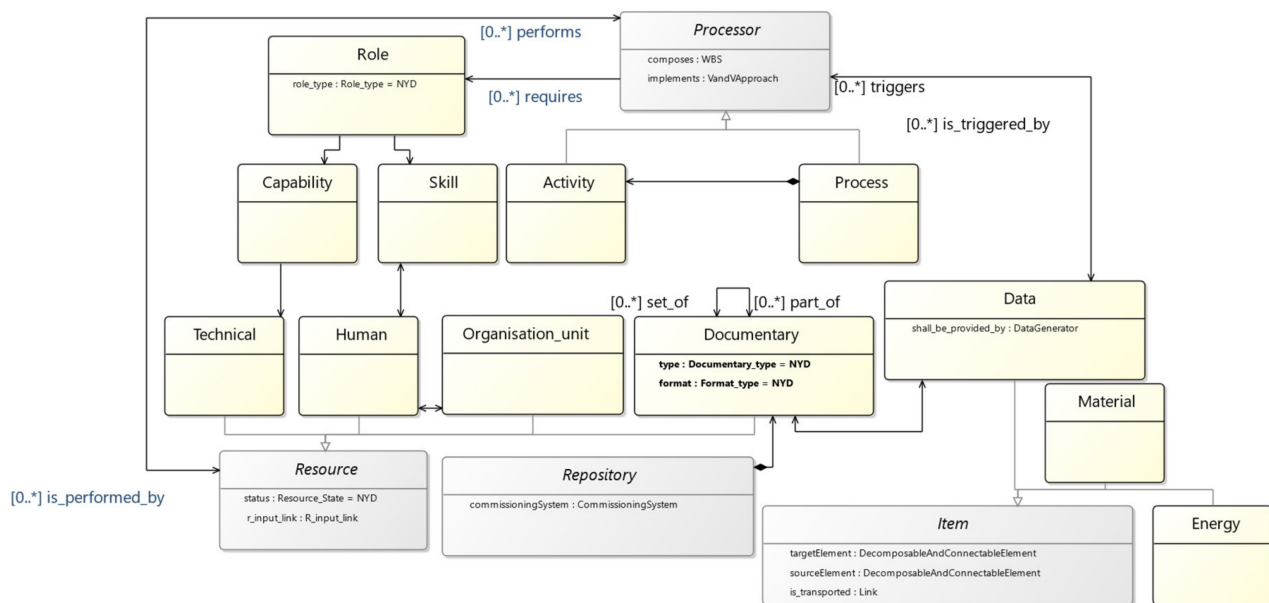 [0..*] performs
Processor
composes : WBS
implements : VandVApproach
Role
role_type : Role_type = NYD
[0..*] requires
[0..*] triggers
[0..*] is_triggered_by
Capability
Skill
Activity
Process
Technical
Human
Organisation_unit
[0..*] set_of
[0..*] part_of
Documentary
type : Documentary_type = NYD
format : Format_type = NYD
Data
shall_be_provided_by : DataGenerator
Material
Resource
status : Resource_State = NYD
r_input_link : R_input_link
[0..*] is_performed_by
Repository
commissioningSystem : CommissioningSystem
Item
targetElement : DecomposableAndConnectableElement
sourceElement : DecomposableAndConnectableElement
is_transported : Link
Energy